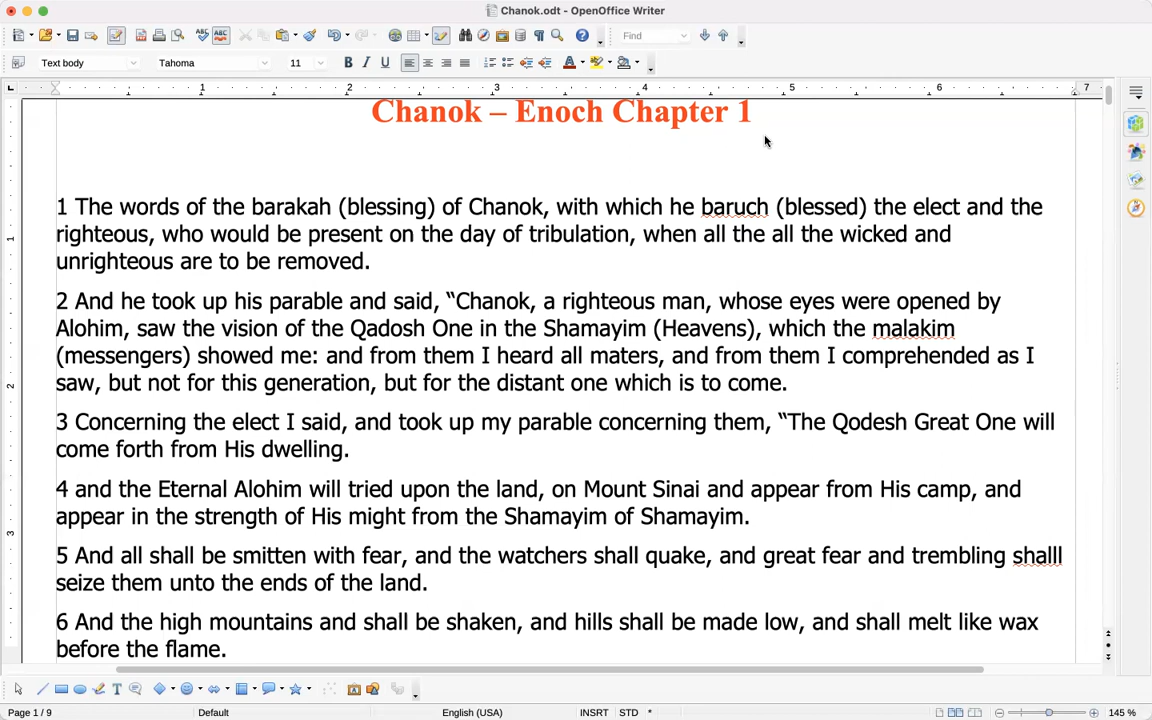 Chanok.odt - OpenOffice Writer
Find
Text body Tahoma 11
1 2 3 4 5 6 7
Chanok – Enoch Chapter 1
1 The words of the barakah (blessing) of Chanok, with which he baruch (blessed) the elect and the
righteous, who would be present on the day of tribulation, when all the all the wicked and
unrighteous are to be removed.
2 And he took up his parable and said, “Chanok, a righteous man, whose eyes were opened by
Alohim, saw the vision of the Qadosh One in the Shamayim (Heavens), which the malakim
(messengers) showed me: and from them I heard all maters, and from them I comprehended as I
saw, but not for this generation, but for the distant one which is to come.
3 Concerning the elect I said, and took up my parable concerning them, “The Qodesh Great One will
come forth from His dwelling.
4 and the Eternal Alohim will tried upon the land, on Mount Sinai and appear from His camp, and
appear in the strength of His might from the Shamayim of Shamayim.
5 And all shall be smitten with fear, and the watchers shall quake, and great fear and trembling shalll
seize them unto the ends of the land.
6 And the high mountains and shall be shaken, and hills shall be made low, and shall melt like wax
before the flame.
Page 1 / 9 Default English (USA) INSRT STD * 145 %